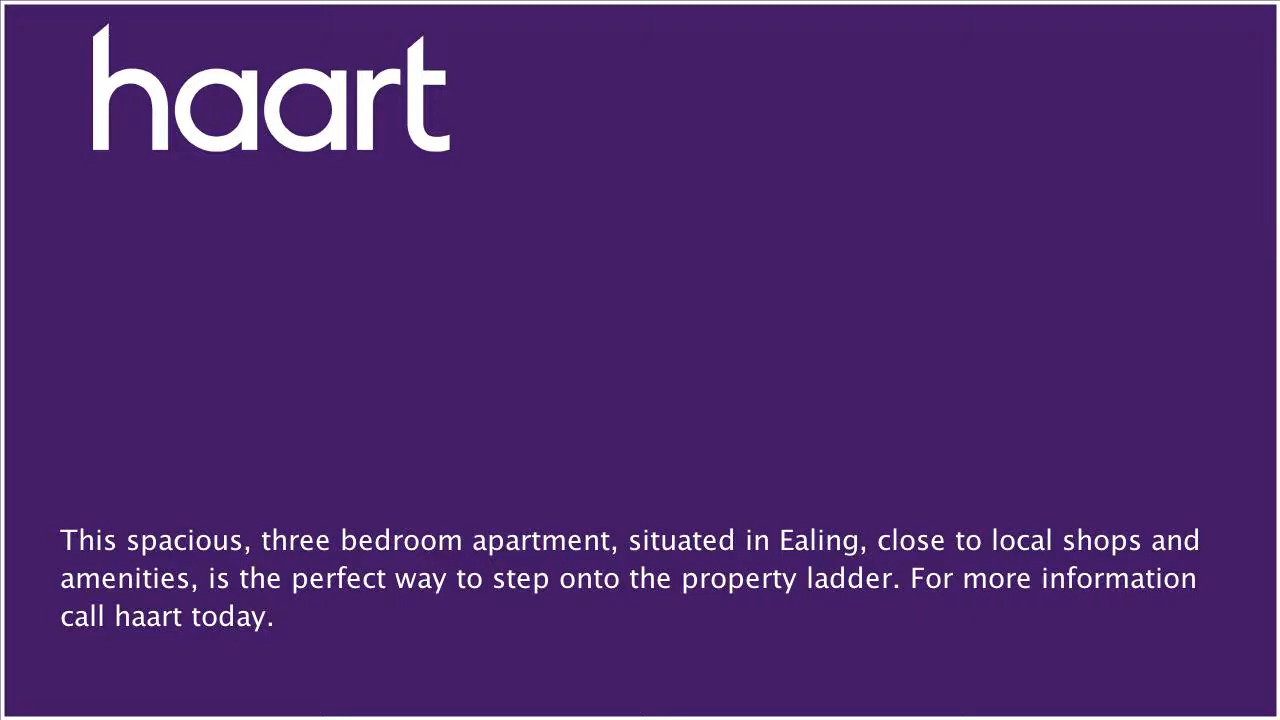 haart
This spacious, three bedroom apartment, situated in Ealing, close to local shops and
amenities, is the perfect way to step onto the property ladder. For more information
call haart today.